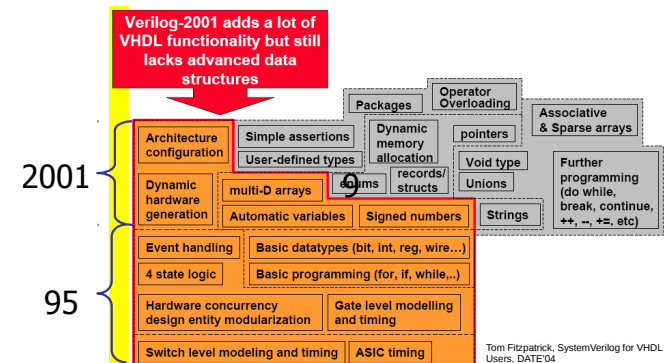 Verilog-2001 adds a lot of
VHDL functionality but still
lacks advanced data
structures
Packages
Operator
Overloading
Associative
& Sparse arrays
Architecture
configuration
Simple assertions
User-defined types
Dynamic
memory
allocation
pointers
Void type
Unions
Further
programming
(do while,
break, continue,
++, --, +=. etc)
2001
Dynamic
hardware
generation
multi-D arrays
enums
9
records/
structs
Automatic variables
Signed numbers
Strings
Event handling
Basic datatypes (bit, int, reg, wire...)
4 state logic
Basic programming (for, if, while,..)
95
Hardware concurrency
design entity modularization
Gate level modelling
and timing
Switch level modeling and timing
ASIC timing
Tom Fitzpatrick, SystemVerilog for VHDL
Users, DATE'04